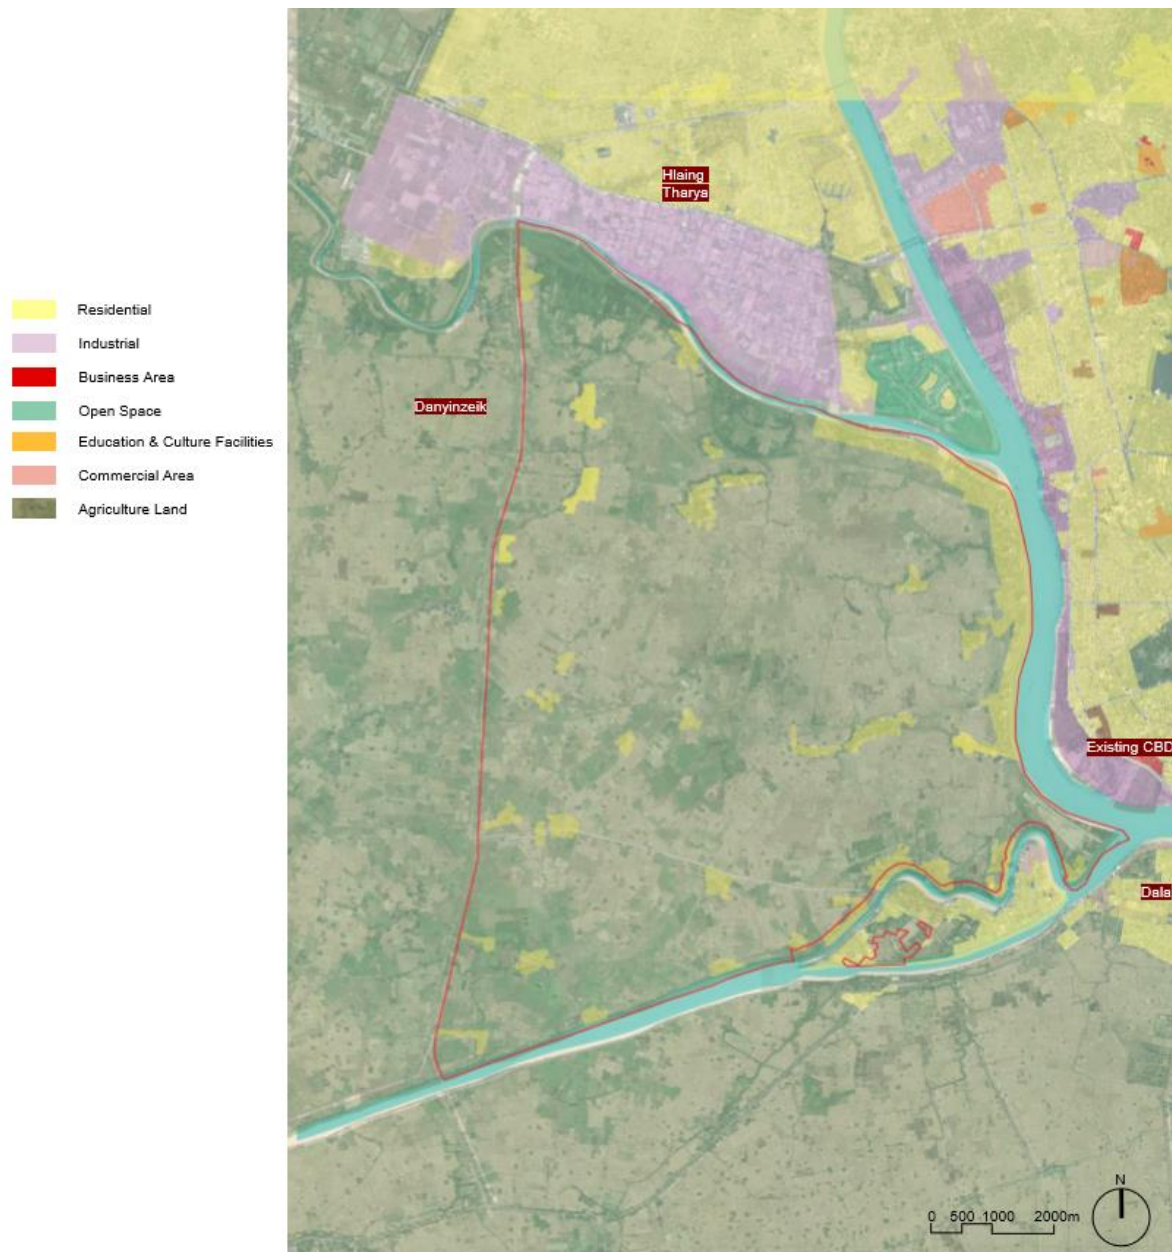 Hlaing
Tharya
Residential
Industrial
Business Area
Danyinzeik
Open Space
Education & Culture Facilities
Commercial Area
Agriculture Land
Existing CBD
Dala
N
0 500 1000 2000m